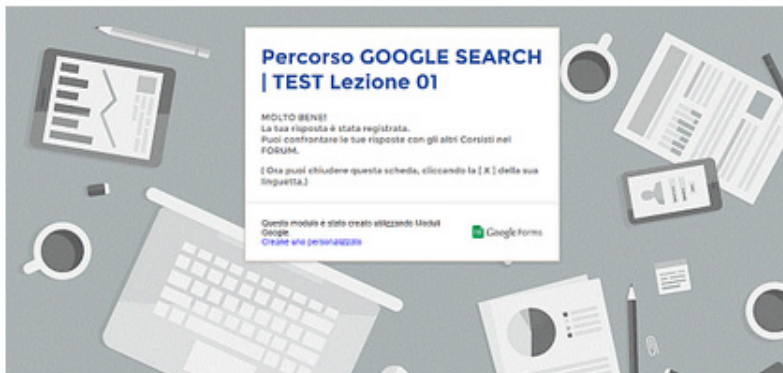 Percorso GOOGLE SEARCH
| TEST Lezione 01
MOLTO BENE!
La tua risposta è stata registrata.
Puoi confrontare le tue risposte con gli altri Corsisti nel
FORUM.
( Ora puoi chiudere questa scheda, cliccando la [ X ] della sua
linguetta.)
Questo modulo è stato creato utilizzando Moduli
Google.
Creane uno personalizzato
Google Forms